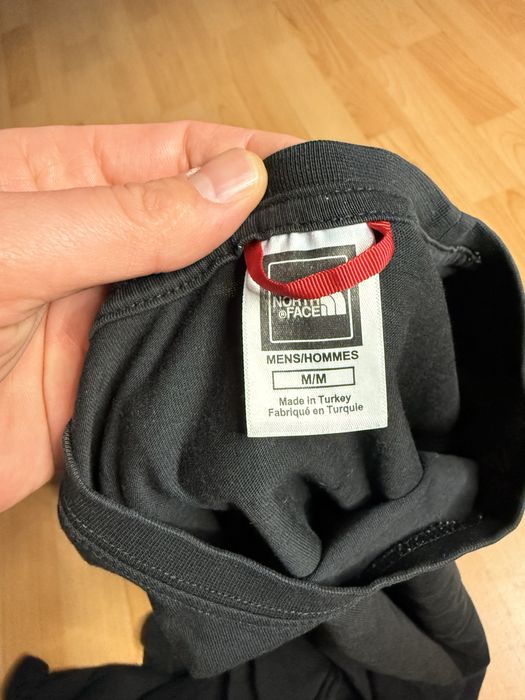 NORTH
FACE
MENS/HOMMES
M/M
Made in Turkey
Fabriqué en Turquie